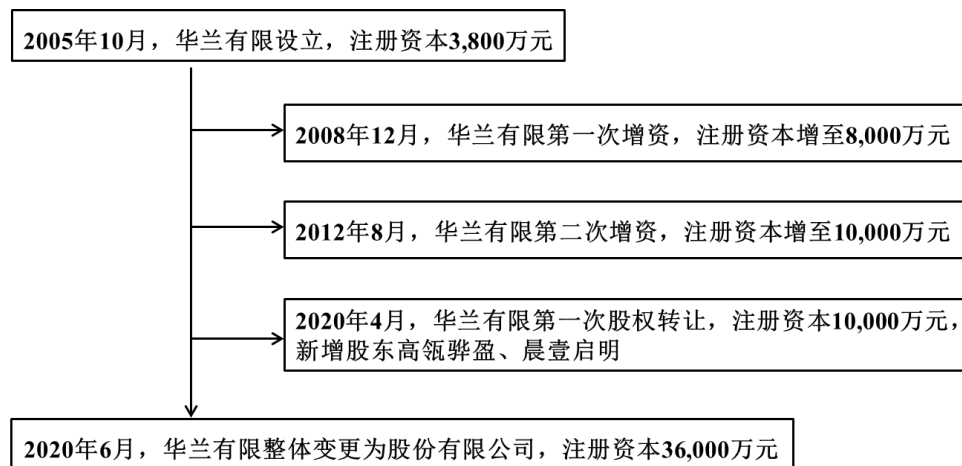 2005年10月，华兰有限设立，注册资本3,800万元
2008年12月，华兰有限第一次增资，注册资本增至8,000万元
2012年8月，华兰有限第二次增资，注册资本增至10,000万元
2020年4月，华兰有限第一次股权转让，注册资本10,000万元，
新增股东高瓴骅盈、晨壹启明
2020年6月，华兰有限整体变更为股份有限公司，注册资本36,000万元